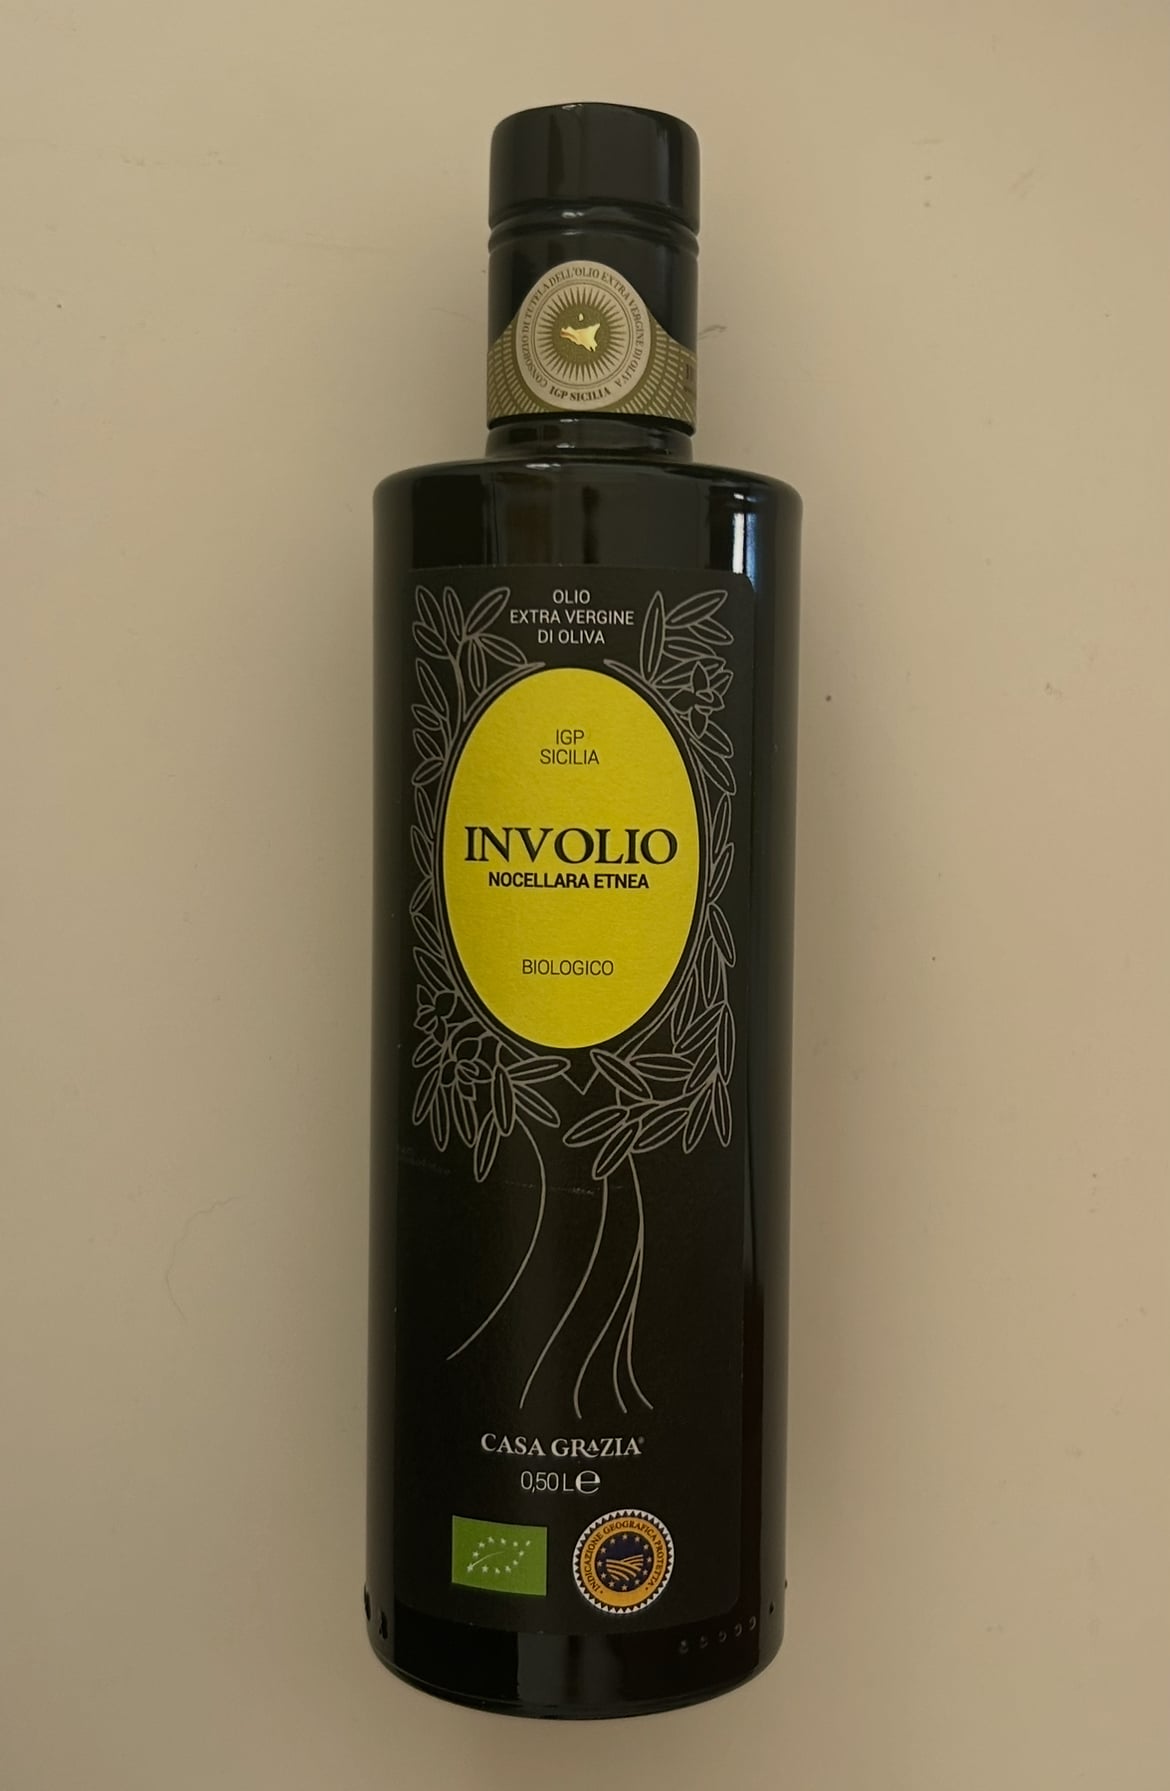 CONSORZIO DI TUTELA DELL'OLIO EXTRA VERGINE DI OLIVA
IGP SICILIA
OLIO
EXTRA VERGINE
DI OLIVA
IGP
SICILIA
INVOLIO
NOCELLARA ETNEA
BIOLOGICO
CASA GRAZIA®
0,50 L ℮
INDICAZIONE GEOGRAFICA PROTETTA